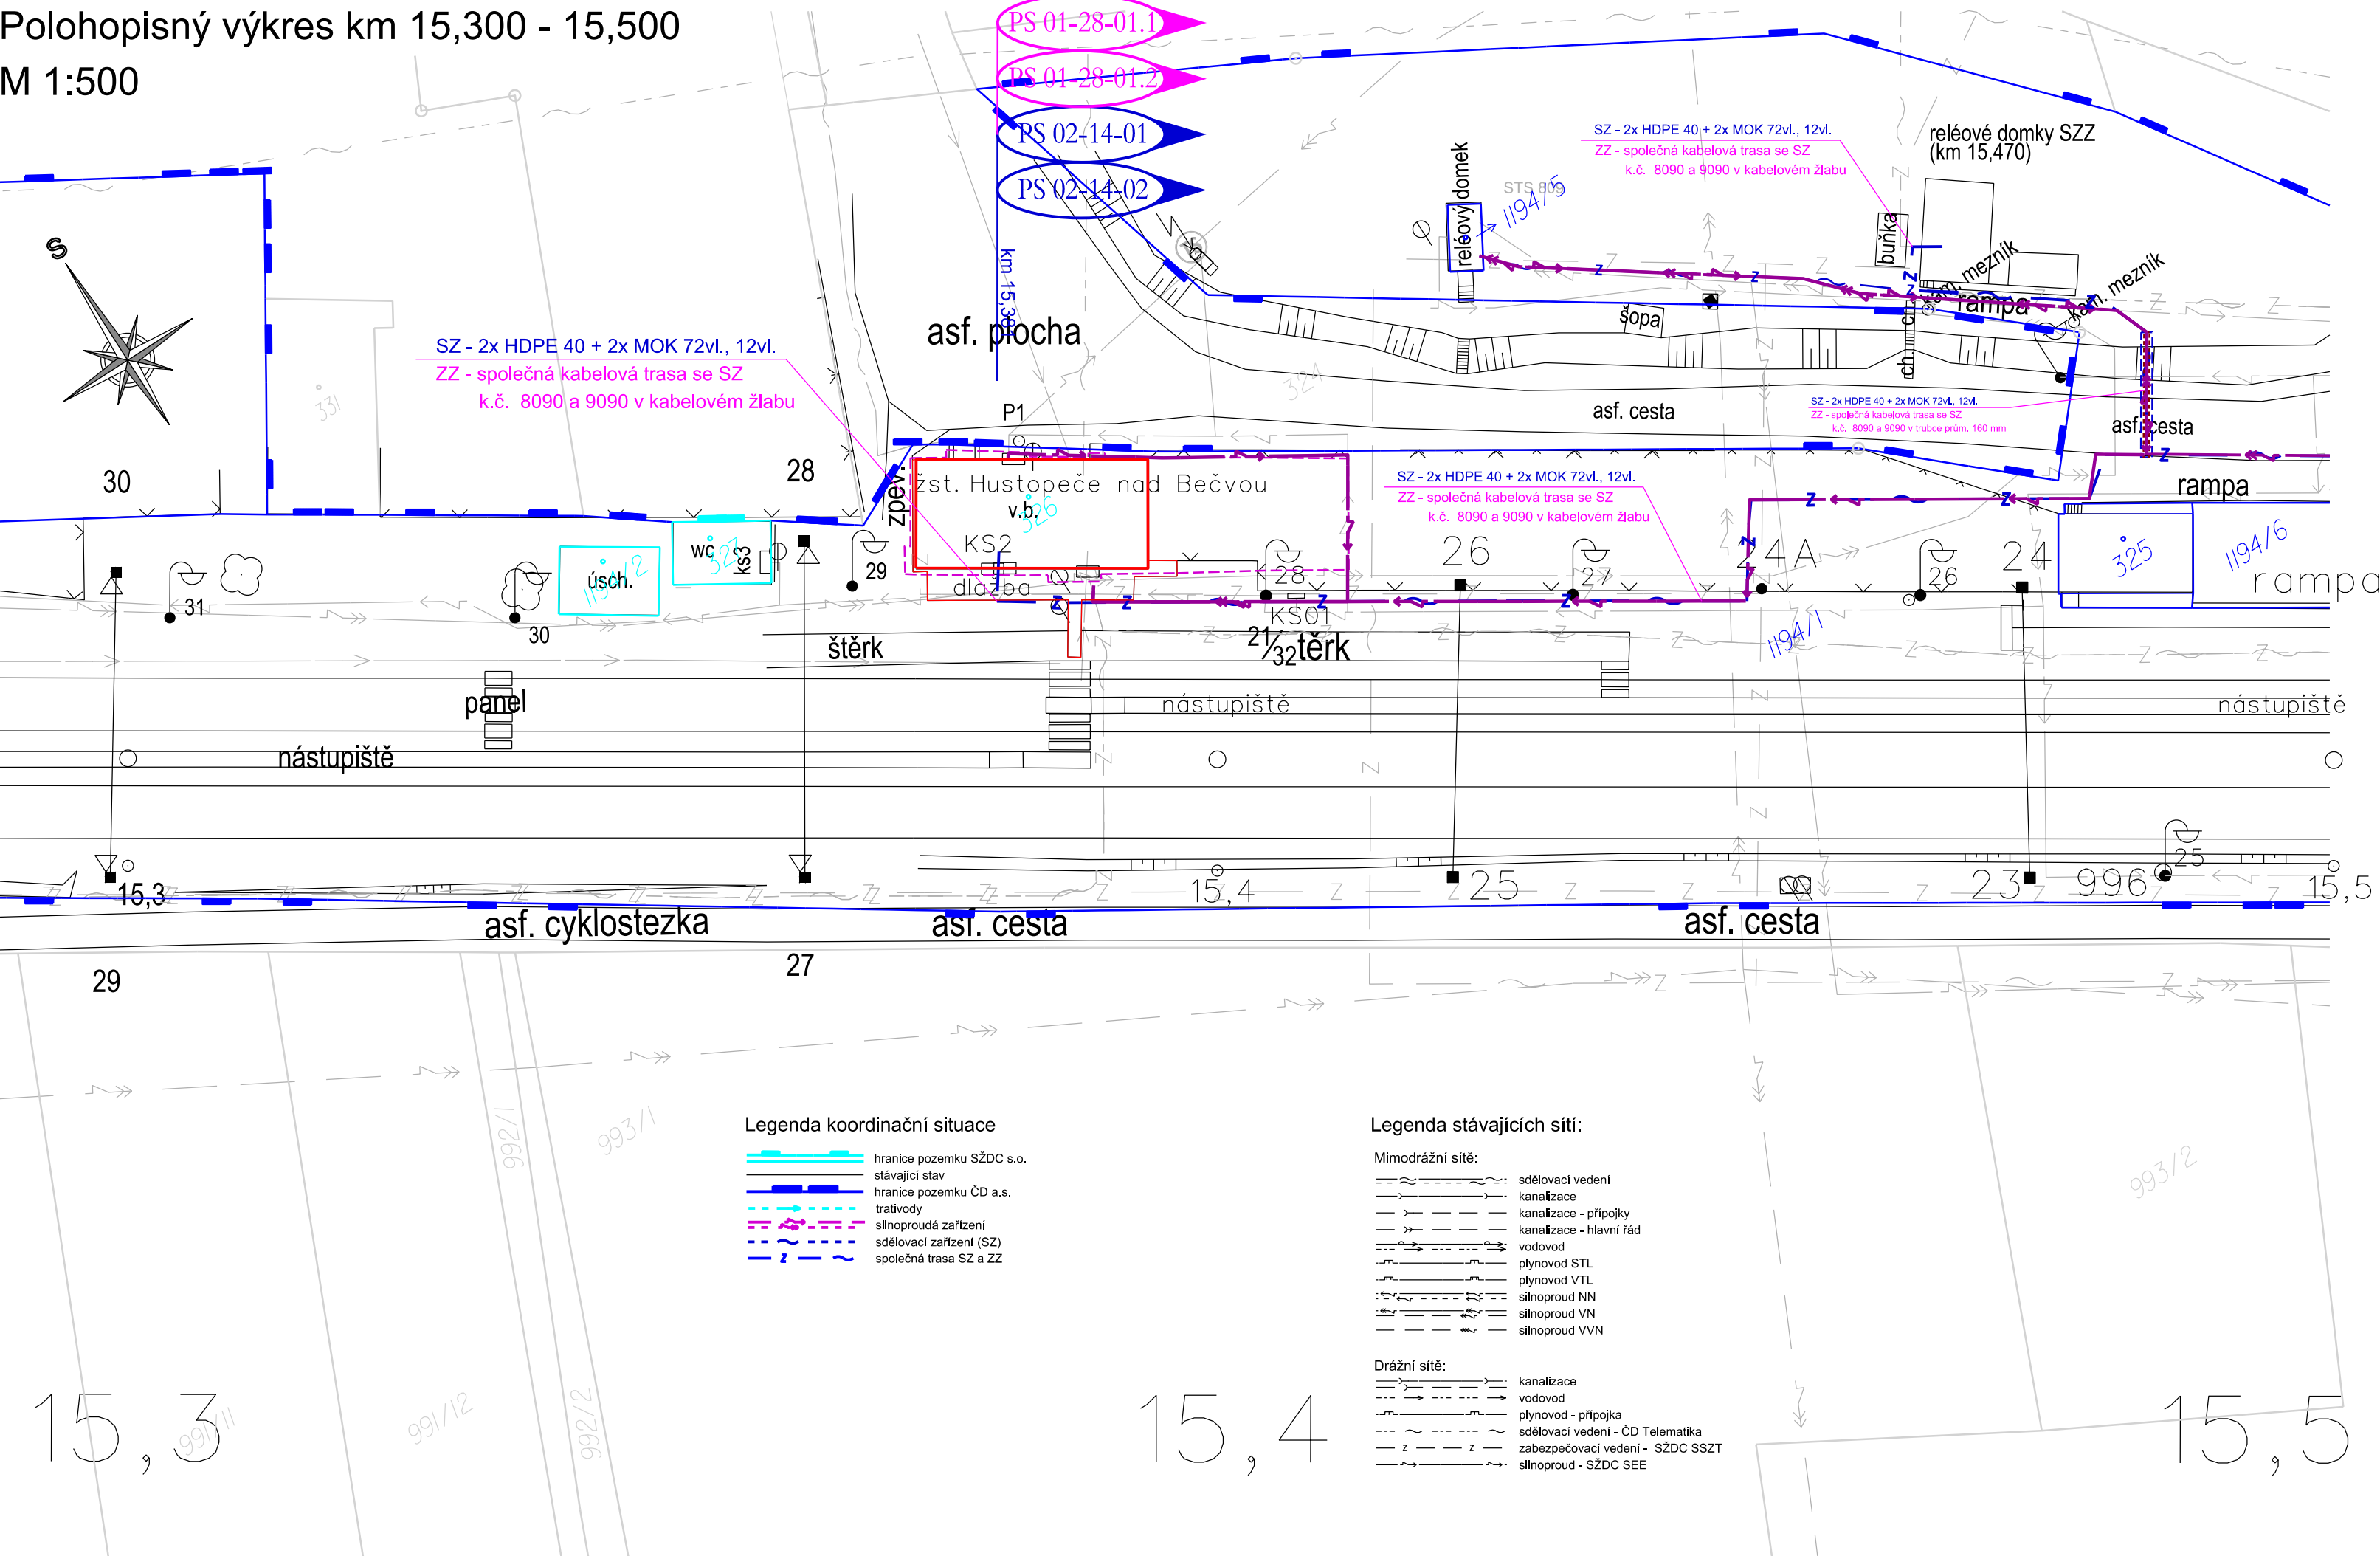 Polohopisný výkres km 15,300 - 15,500
M 1:500
PS 01-28-01.1
PS 01-28-01.2
PS 02-14-01
PS 02-14-02
SZ - 2x HDPE 40 + 2x MOK 72vl., 12vl.
ZZ - společná kabelová trasa se SZ
k.č. 8090 a 9090 v kabelovém žlabu
reléové domky SZZ
(km 15,470)
STS 809
reléový domek
1194/5
buňka
kam. mezník
kam. mezník
rampa
šopa
ch.
ch.
S
asf. plocha
SZ - 2x HDPE 40 + 2x MOK 72vl., 12vl.
ZZ - společná kabelová trasa se SZ
k.č. 8090 a 9090 v kabelovém žlabu
331
324
P1
asf. cesta
SZ - 2x HDPE 40 + 2x MOK 72vl., 12vl.
ZZ - společná kabelová trasa se SZ
k.č. 8090 a 9090 v trubce prům. 160 mm
asf. cesta
30
28
zpev.
žst. Hustopeče nad Bečvou
v.b.
326
SZ - 2x HDPE 40 + 2x MOK 72vl., 12vl.
ZZ - společná kabelová trasa se SZ
k.č. 8090 a 9090 v kabelovém žlabu
rampa
KS2
26
24A
24
325
1194/6
wc
327
ks3
úsch.
1194/2
29
28
27
26
rampa
dlažba
31
30
KS01
1194/1
štěrk
21/32
těrk
panel
nástupiště
nástupiště
nástupiště
15,3
15,4
25
23
996
25
15,5
asf. cyklostezka
asf. cesta
asf. cesta
29
27
992/1
993/1
993/2
991/11
991/12
992/2
Legenda koordinační situace
hranice pozemku SŽDC s.o.
stávající stav
hranice pozemku ČD a.s.
trativody
silnoproudá zařízení
sdělovací zařízení (SZ)
společná trasa SZ a ZZ
Legenda stávajících sítí:
Mimodrážní sítě:
sdělovací vedení
kanalizace
kanalizace - přípojky
kanalizace - hlavní řád
vodovod
plynovod STL
plynovod VTL
silnoproud NN
silnoproud VN
silnoproud VVN
Drážní sítě:
kanalizace
vodovod
plynovod - přípojka
sdělovací vedení - ČD Telematika
zabezpečovací vedení - SŽDC SSZT
silnoproud - SŽDC SEE
15,3
15,4
15,5